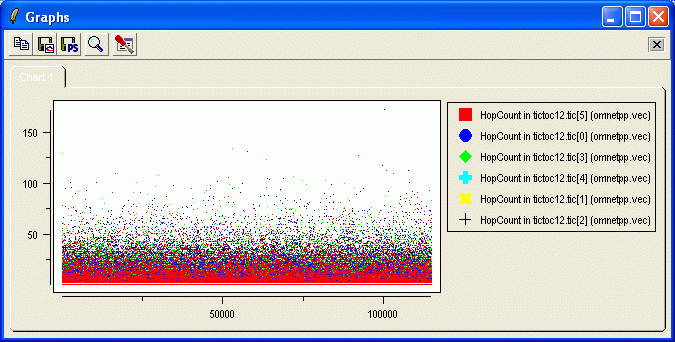 Graphs
PS
Chart 1
150
100
50
50000
100000
HopCount in tictoc12.tic[5] (omnetpp.vec)
HopCount in tictoc12.tic[0] (omnetpp.vec)
HopCount in tictoc12.tic[3] (omnetpp.vec)
HopCount in tictoc12.tic[4] (omnetpp.vec)
HopCount in tictoc12.tic[1] (omnetpp.vec)
HopCount in tictoc12.tic[2] (omnetpp.vec)